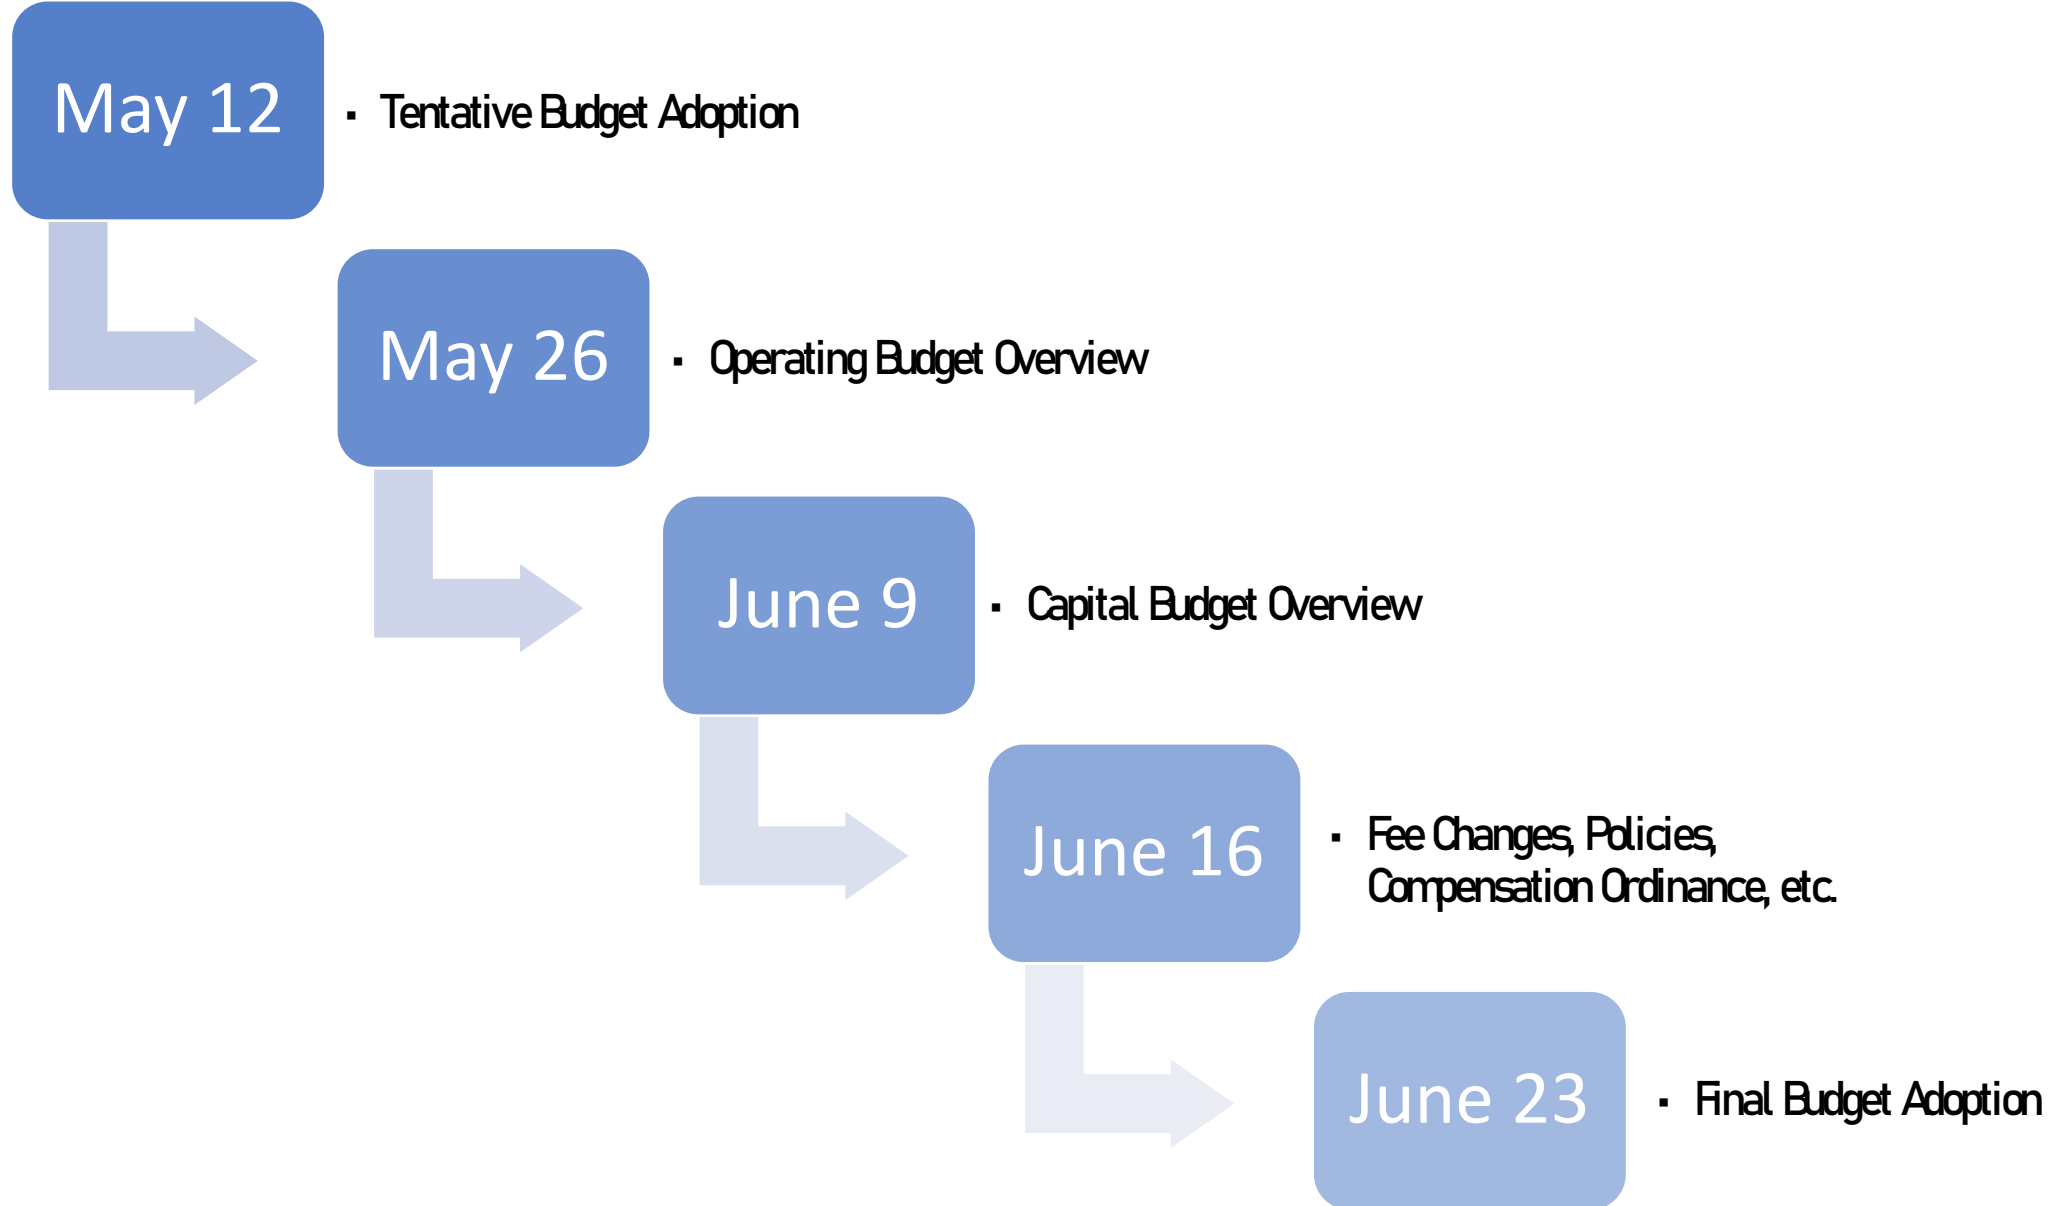 May 12
▪ Tentative Budget Adoption
May 26
▪ Operating Budget Overview
June 9
▪ Capital Budget Overview
June 16
▪ Fee Changes, Policies,
Compensation Ordinance, etc.
June 23
▪ Final Budget Adoption